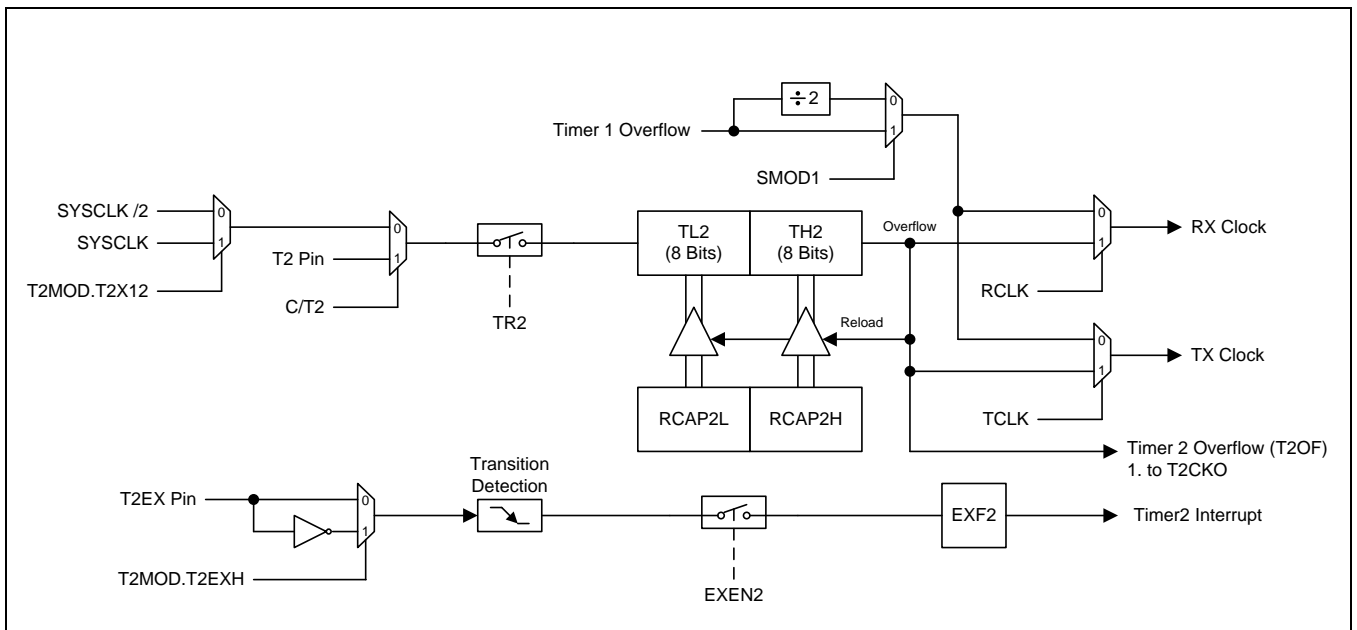 ÷2
0
Timer 1 Overflow
1
SMOD1
SYSCLK /2
0
SYSCLK
1
T2MOD.T2X12
0
T2 Pin
1
C/T2
TR2
TL2
(8 Bits)
TH2
(8 Bits)
Overflow
0
1
RX Clock
RCLK
Reload
0
1
TX Clock
TCLK
RCAP2L
RCAP2H
Timer 2 Overflow (T2OF)
1. to T2CKO
T2EX Pin
0
1
T2MOD.T2EXH
Transition
Detection
EXEN2
EXF2
Timer2 Interrupt